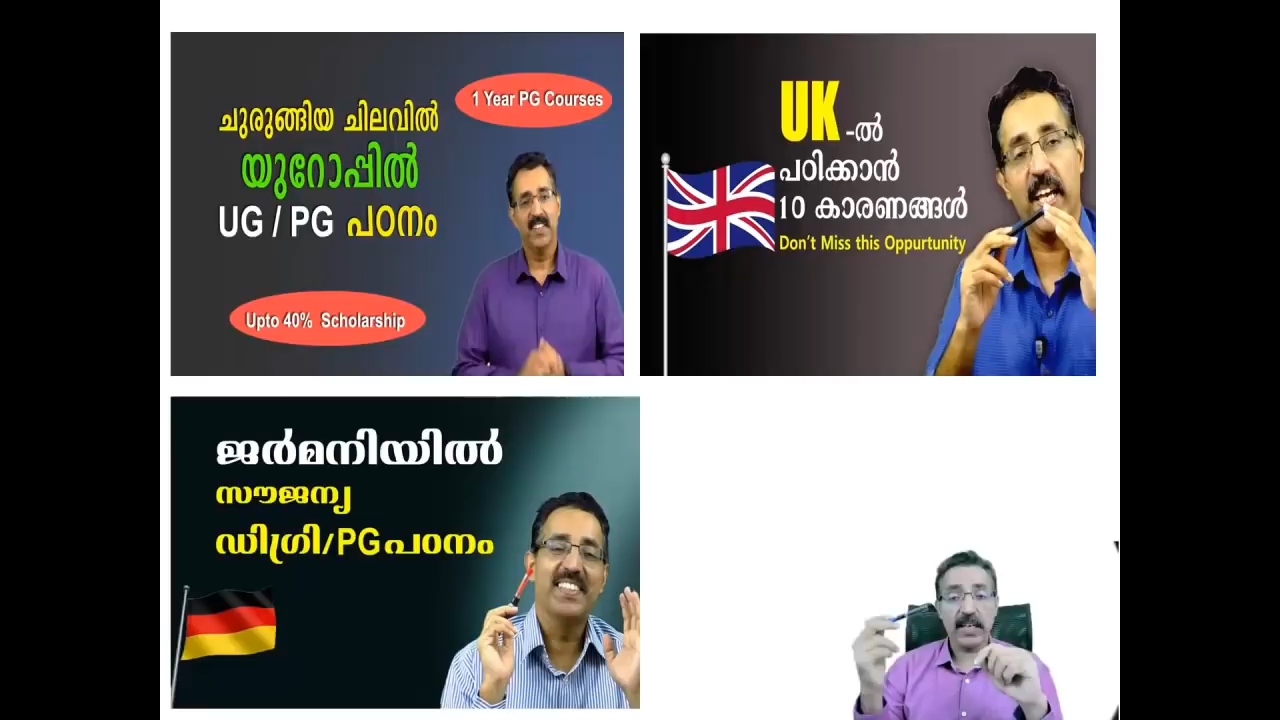 ചുരുങ്ങിയ ചിലവിൽ
യുറോപ്പിൽ
UG / PG പഠനം
1 Year PG Courses
Upto 40% Scholarship
UK -ൽ
പഠിക്കാൻ
10 കാരണങ്ങൾ
Don't Miss this Oppurtunity
ജർമനിയിൽ
സൗജന്യ
ഡിഗ്രി/PG പഠനം